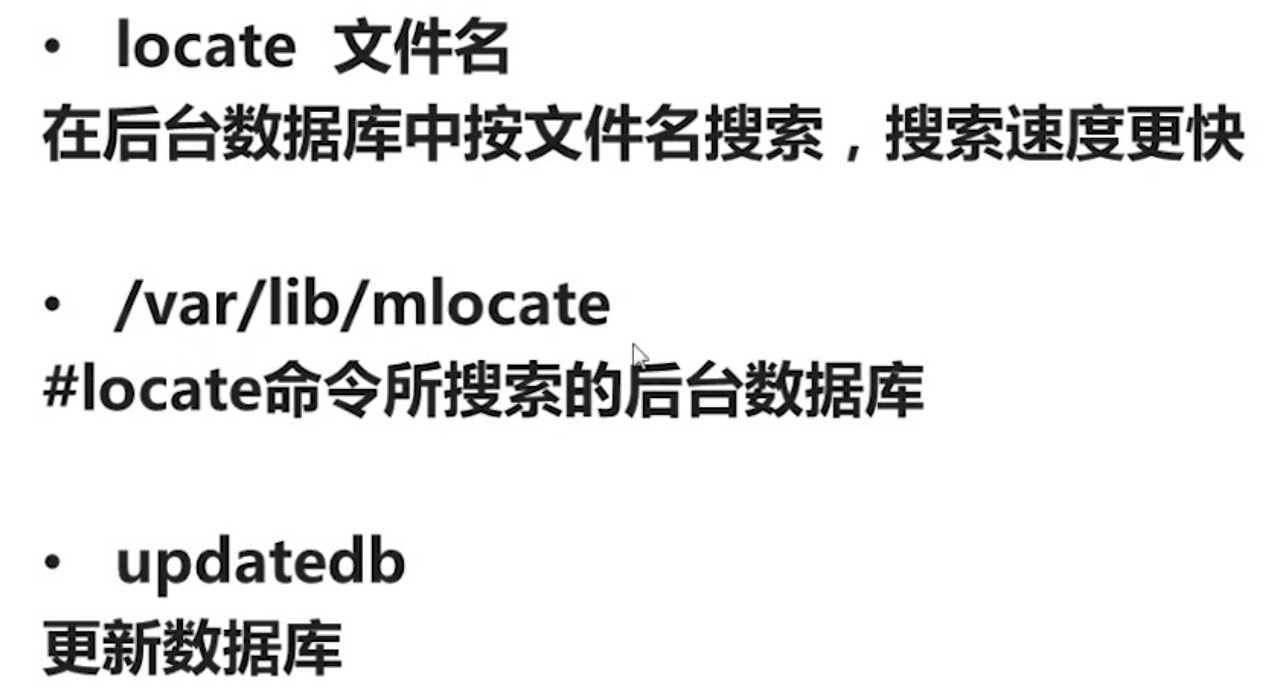 • locate 文件名
在后台数据库中按文件名搜索，搜索速度更快
• /var/lib/mlocate
#locate命令所搜索的后台数据库
• updatedb
更新数据库